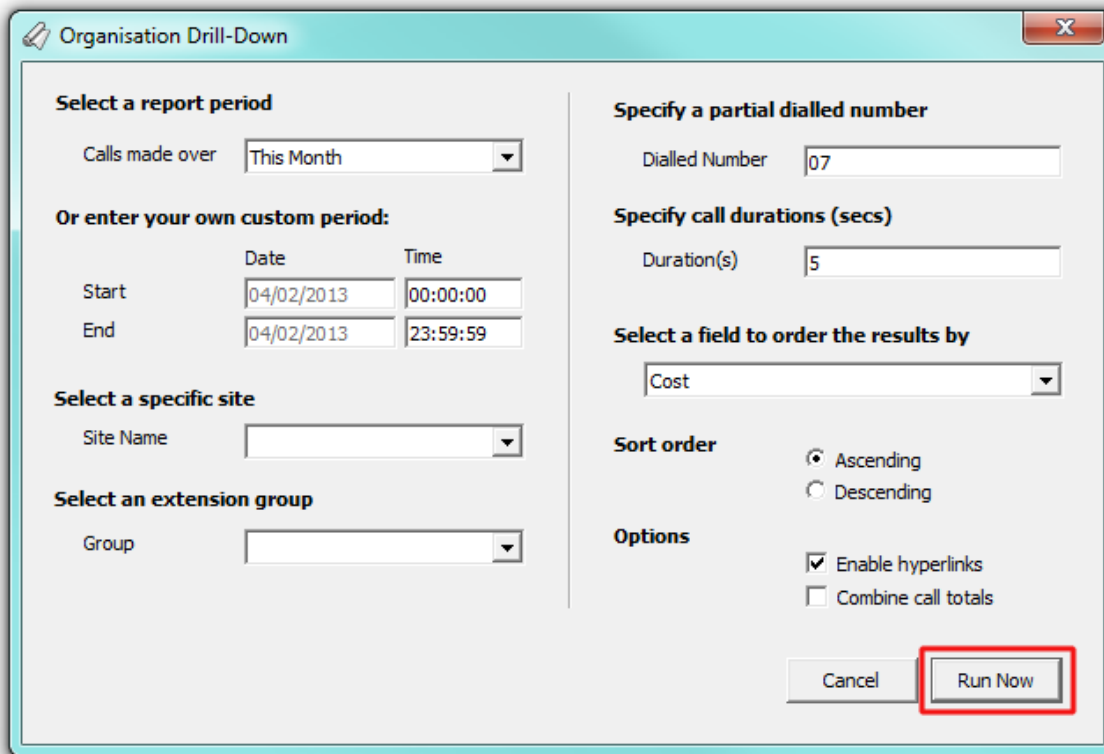 Organisation Drill-Down
Select a report period
Calls made over This Month
Or enter your own custom period:
Date Time
Start 04/02/2013 00:00:00
End 04/02/2013 23:59:59
Select a specific site
Site Name
Select an extension group
Group
Specify a partial dialled number
Dialled Number 07
Specify call durations (secs)
Duration(s) 5
Select a field to order the results by
Cost
Sort order
Ascending
Descending
Options
Enable hyperlinks
Combine call totals
Cancel Run Now